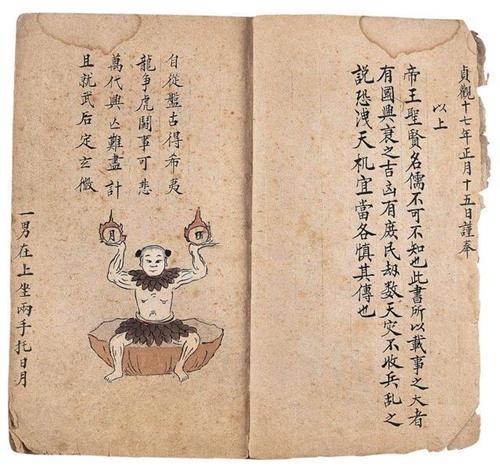 貞觀十七年正月十五日謹奉
以上
帝王聖賢名儒不可不知也此書所以載事之大者
有國興衰之吉凶有庶民劫數天灾不收兵亂之
説恐洩天机宜當各慎其傳也
自從盤古得希夷
龍爭虎鬪事可悲
萬代興亡難盡計
且就武后定玄微
日
月
一男在上坐兩手托日月